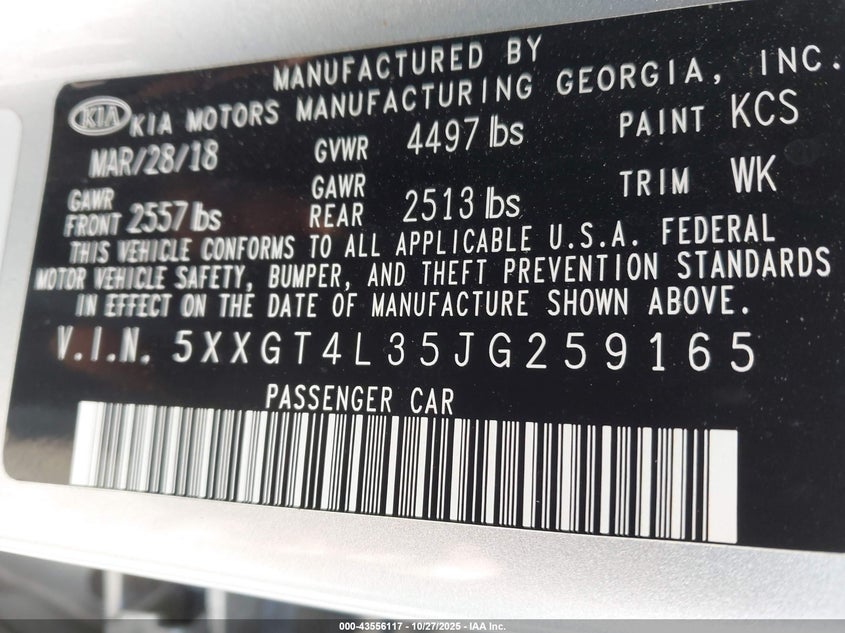 MANUFACTURED BY
KIA KIA MOTORS MANUFACTURING GEORGIA, INC.
MAR/28/18 GVWR 4497 lbs PAINT KCS
GAWR FRONT 2557 lbs GAWR REAR 2513 lbs TRIM WK
THIS VEHICLE CONFORMS TO ALL APPLICABLE U.S.A. FEDERAL
MOTOR VEHICLE SAFETY, BUMPER, AND THEFT PREVENTION STANDARDS
IN EFFECT ON THE DATE OF MANUFACTURE SHOWN ABOVE.
V.I.N. 5XXGT4L35JG259165
PASSENGER CAR
000-43556117 - 10/27/2025 - IAA Inc.